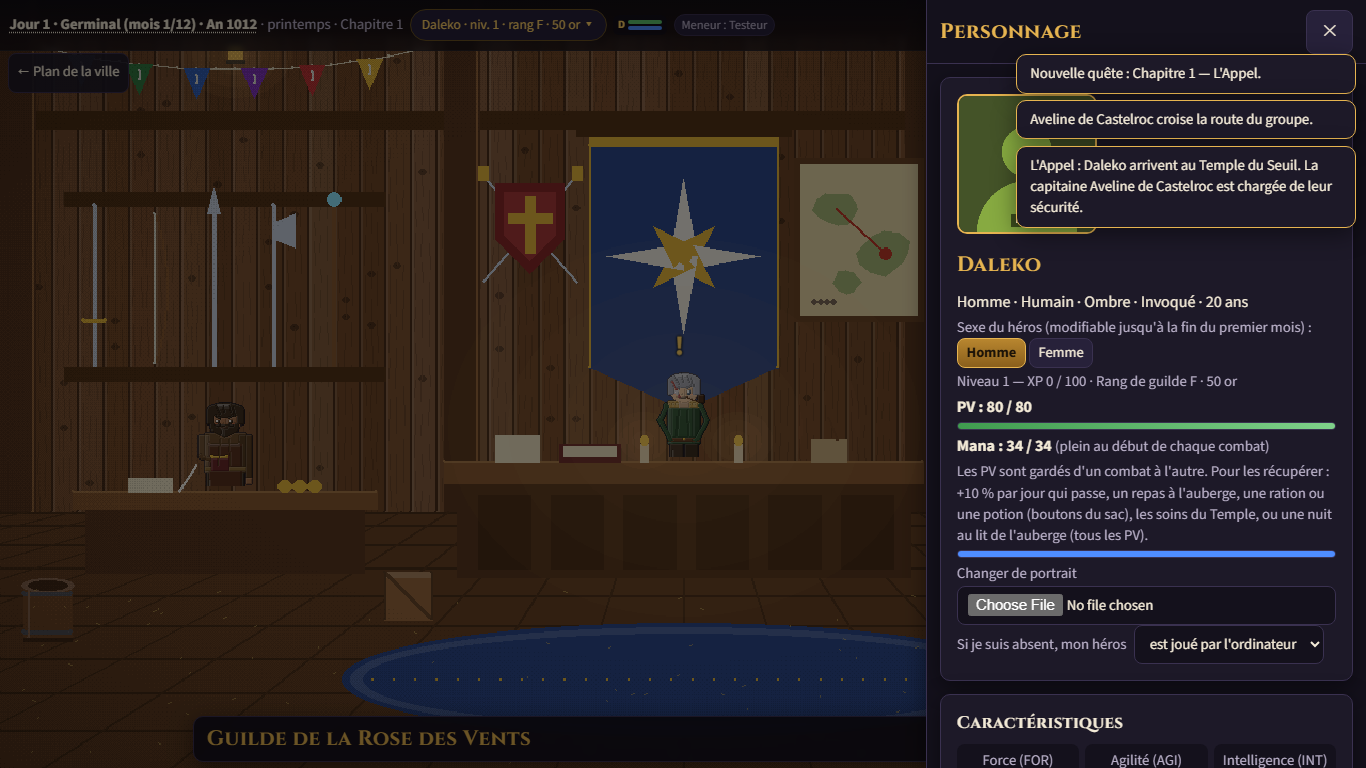 Jour 1 · Germinal (mois 1/12) · An 1012 · printemps · Chapitre 1
Daleko · niv. 1 · rang F · 50 or ▾
D
Meneur : Testeur
← Plan de la ville
!
Guilde de la Rose des Vents
Personnage
✕
Nouvelle quête : Chapitre 1 — L'Appel.
Aveline de Castelroc croise la route du groupe.
L'Appel : Daleko arrivent au Temple du Seuil. La
capitaine Aveline de Castelroc est chargée de leur
sécurité.
Daleko
Homme · Humain · Ombre · Invoqué · 20 ans
Sexe du héros (modifiable jusqu'à la fin du premier mois) :
Homme Femme
Niveau 1 — XP 0 / 100 · Rang de guilde F · 50 or
PV : 80 / 80
Mana : 34 / 34 (plein au début de chaque combat)
Les PV sont gardés d'un combat à l'autre. Pour les récupérer :
+10 % par jour qui passe, un repas à l'auberge, une ration ou
une potion (boutons du sac), les soins du Temple, ou une nuit
au lit de l'auberge (tous les PV).
Changer de portrait
Choose File No file chosen
Si je suis absent, mon héros est joué par l'ordinateur
Caractéristiques
Force (FOR) Agilité (AGI) Intelligence (INT)